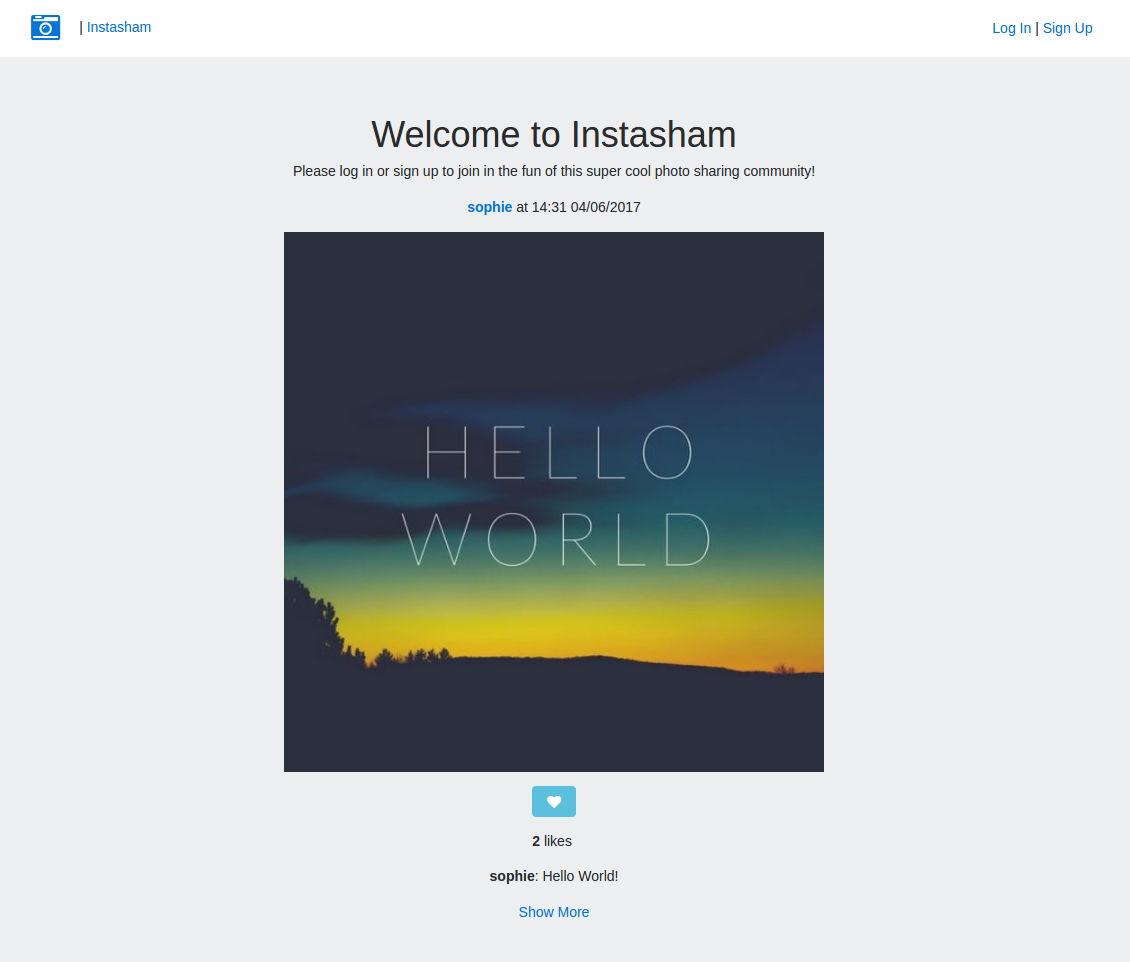 | Instasham
Log In | Sign Up
Welcome to Instasham
Please log in or sign up to join in the fun of this super cool photo sharing community!
sophie at 14:31 04/06/2017
HELLO
WORLD
2 likes
sophie: Hello World!
Show More